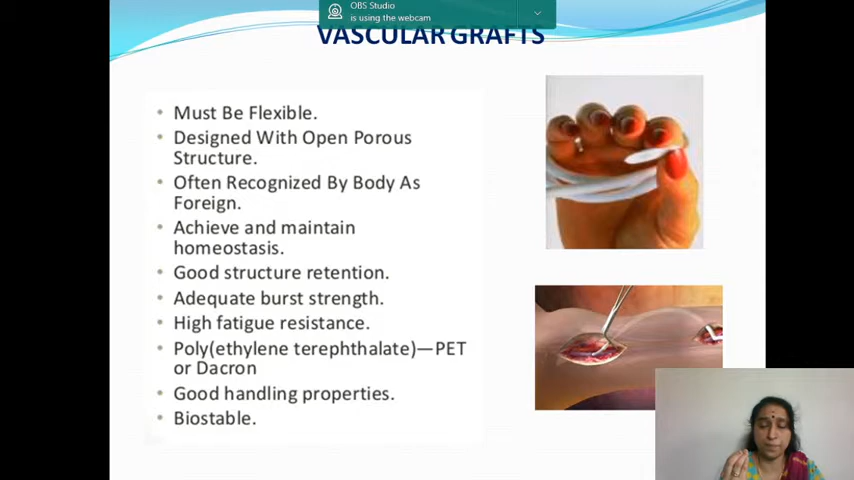 OBS Studio
is using the webcam
VASCULAR GRAFTS
• Must Be Flexible.
• Designed With Open Porous
Structure.
• Often Recognized By Body As
Foreign.
• Achieve and maintain
homeostasis.
• Good structure retention.
• Adequate burst strength.
• High fatigue resistance.
• Poly(ethylene terephthalate)—PET
or Dacron
• Good handling properties.
• Biostable.